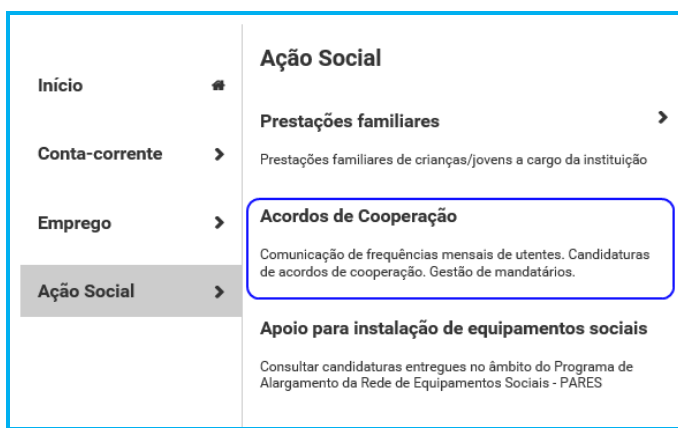 Início
Conta-corrente
Emprego
Ação Social
Ação Social
Prestações familiares
Prestações familiares de crianças/jovens a cargo da instituição
Acordos de Cooperação
Comunicação de frequências mensais de utentes. Candidaturas
de acordos de cooperação. Gestão de mandatários.
Apoio para instalação de equipamentos sociais
Consultar candidaturas entregues no âmbito do Programa de
Alargamento da Rede de Equipamentos Sociais - PARES